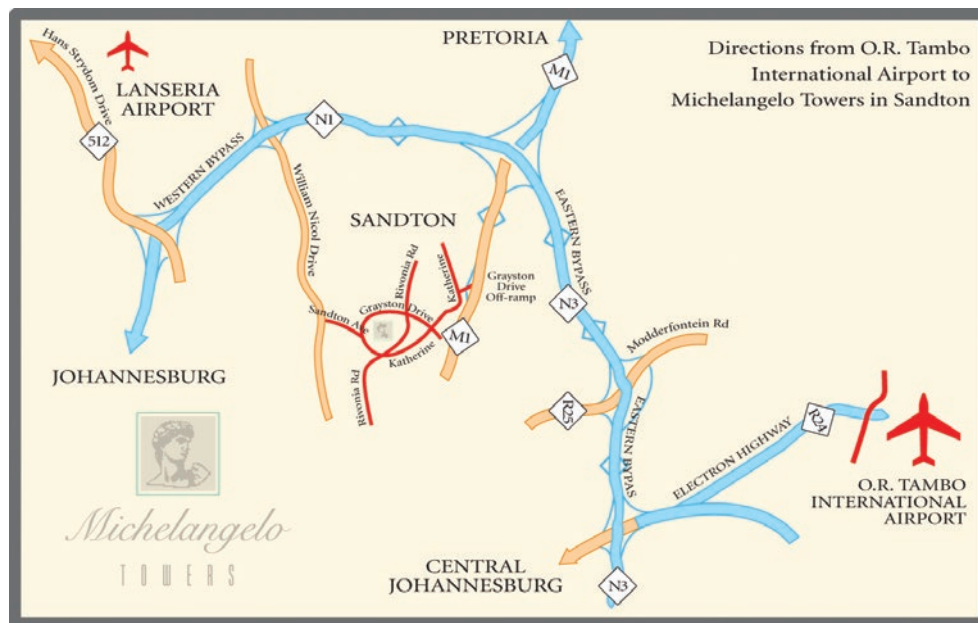 Directions from O.R. Tambo
International Airport to
Michelangelo Towers in Sandton
Hans Strydom Drive
LANSERIA
AIRPORT
512
WESTERN BYPASS
N1
PRETORIA
M1
William Nicol Drive
SANDTON
Rivonia Rd
Katherine
Katherine
Grayston
Drive
Off-ramp
Sandton Ave
Grayston Drive
M1
Katherine
Rivonia Rd
EASTERN BYPASS
N3
Modderfontein Rd
R25
EASTERN BYPAS
ELECTRON HIGHWAY
R24
O.R. TAMBO
INTERNATIONAL
AIRPORT
JOHANNESBURG
CENTRAL
JOHANNESBURG
N3
Michelangelo
TOWERS